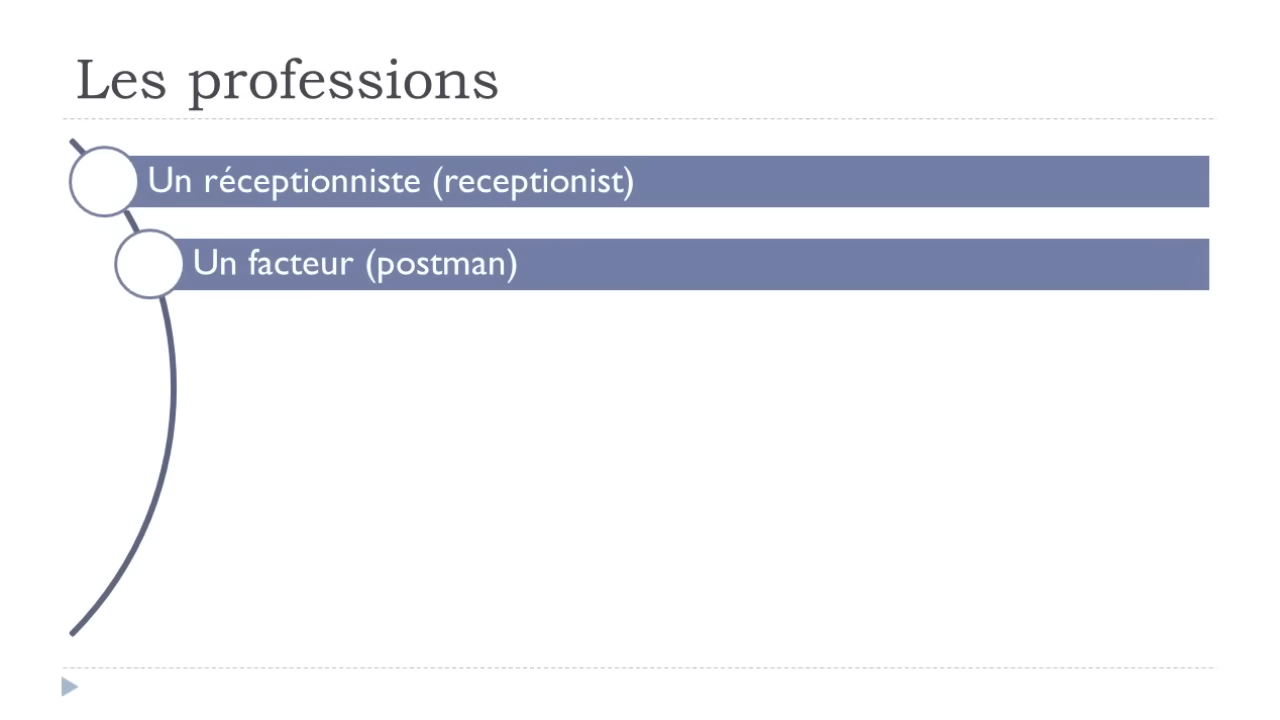 Les professions
Un réceptionniste (receptionist)
Un facteur (postman)